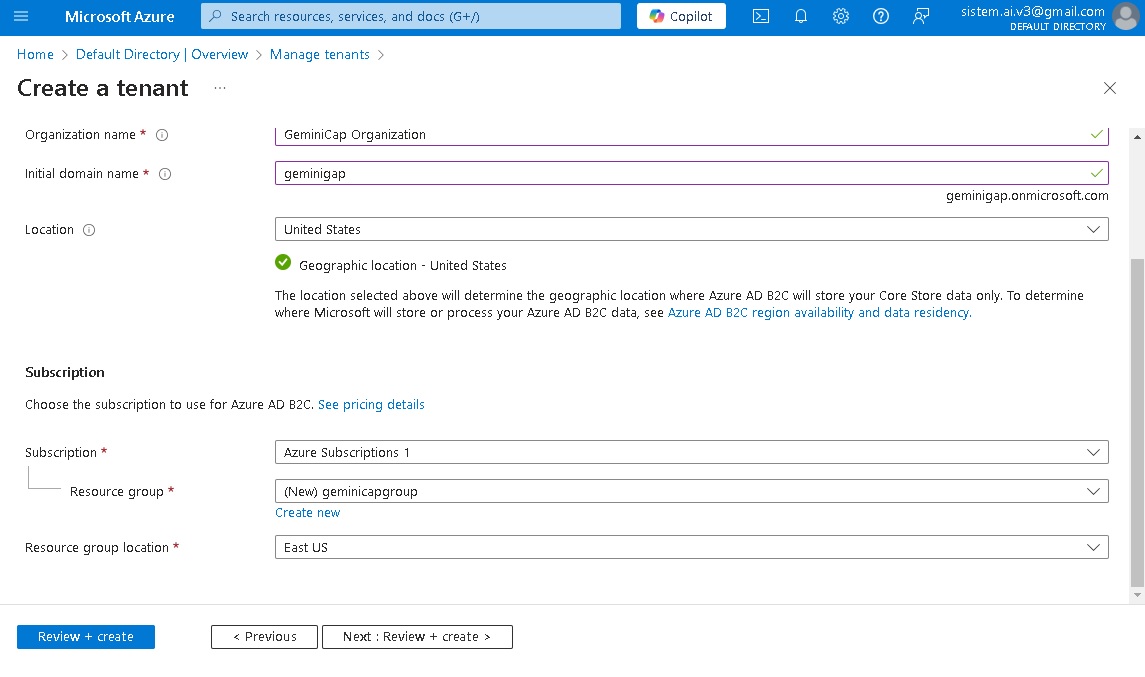 Microsoft Azure
Search resources, services, and docs (G+/)
Copilot
sistem.ai.v3@gmail.com
DEFAULT DIRECTORY
Home > Default Directory | Overview > Manage tenants >
Create a tenant ...
Organization name *
GeminiCap Organization
Initial domain name *
geminigap
geminigap.onmicrosoft.com
Location
United States
Geographic location - United States
The location selected above will determine the geographic location where Azure AD B2C will store your Core Store data only. To determine
where Microsoft will store or process your Azure AD B2C data, see Azure AD B2C region availability and data residency.
Subscription
Choose the subscription to use for Azure AD B2C. See pricing details
Subscription *
Azure Subscriptions 1
Resource group *
(New) geminicapgroup
Create new
Resource group location *
East US
Review + create
< Previous
Next : Review + create >